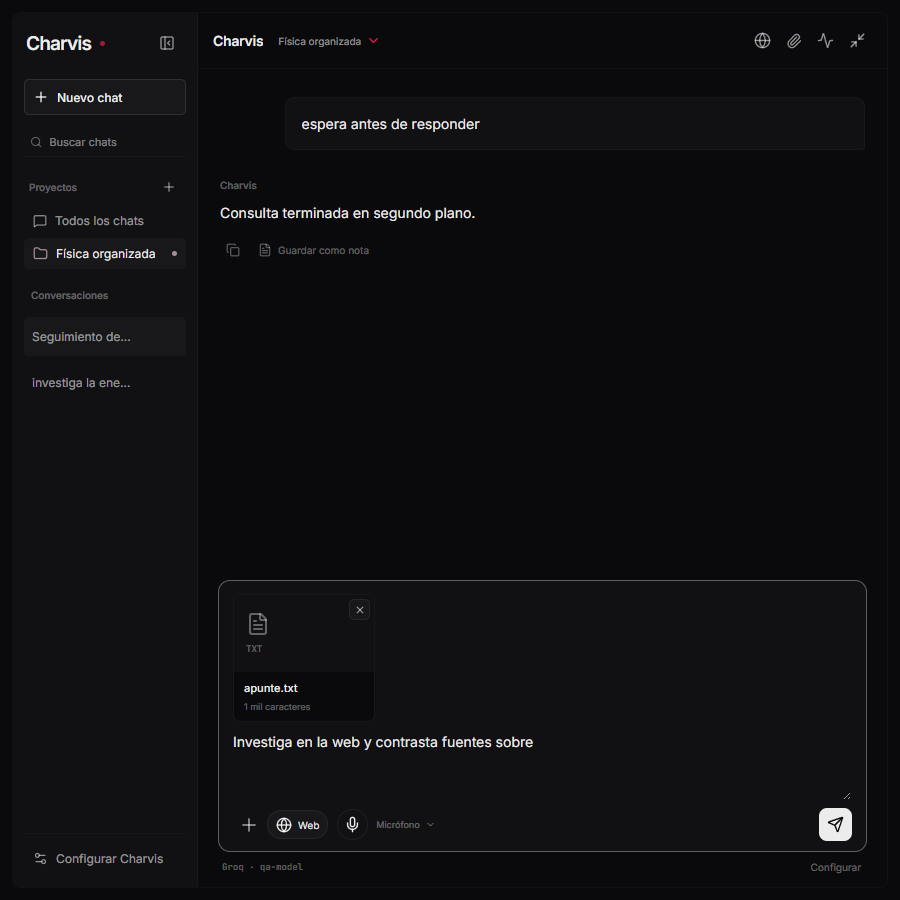 Charvis
Nuevo chat
Buscar chats
Proyectos
Todos los chats
Física organizada
Conversaciones
Seguimiento de...
investiga la ene...
Configurar Charvis
Charvis Física organizada
espera antes de responder
Charvis
Consulta terminada en segundo plano.
Guardar como nota
TXT
apunte.txt
1 mil caracteres
Investiga en la web y contrasta fuentes sobre
Web Micrófono
Groq · qa-model Configurar